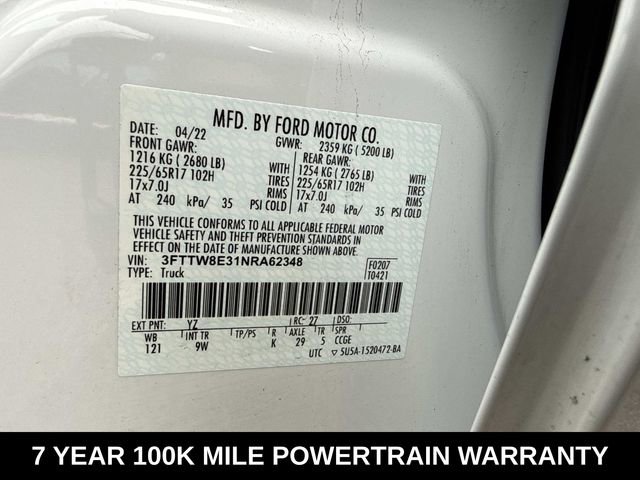 MFD. BY FORD MOTOR CO.
DATE: 04/22 GVWR: 2359 KG ( 5200 LB)
FRONT GAWR: REAR GAWR:
1216 KG ( 2680 LB) WITH 1254 KG ( 2765 LB) WITH
225/65R17 102H TIRES 225/65R17 102H TIRES
17x7.0J RIMS 17x7.0J RIMS
AT 240 kPa/ 35 PSI COLD AT 240 kPa/ 35 PSI COLD
THIS VEHICLE CONFORMS TO ALL APPLICABLE FEDERAL MOTOR
VEHICLE SAFETY AND THEFT PREVENTION STANDARDS IN
EFFECT ON THE DATE OF MANUFACTURE SHOWN ABOVE.
VIN: 3FTTW8E31NRA62348 F0207
TYPE: Truck T0421
EXT PNT: YZ RC: 27 DSO:
WB INT TR TP/PS R AXLE TR SPR
121 9W K 29 5 CCGE
UTC ▽ 5U5A-1520472-BA
7 YEAR 100K MILE POWERTRAIN WARRANTY